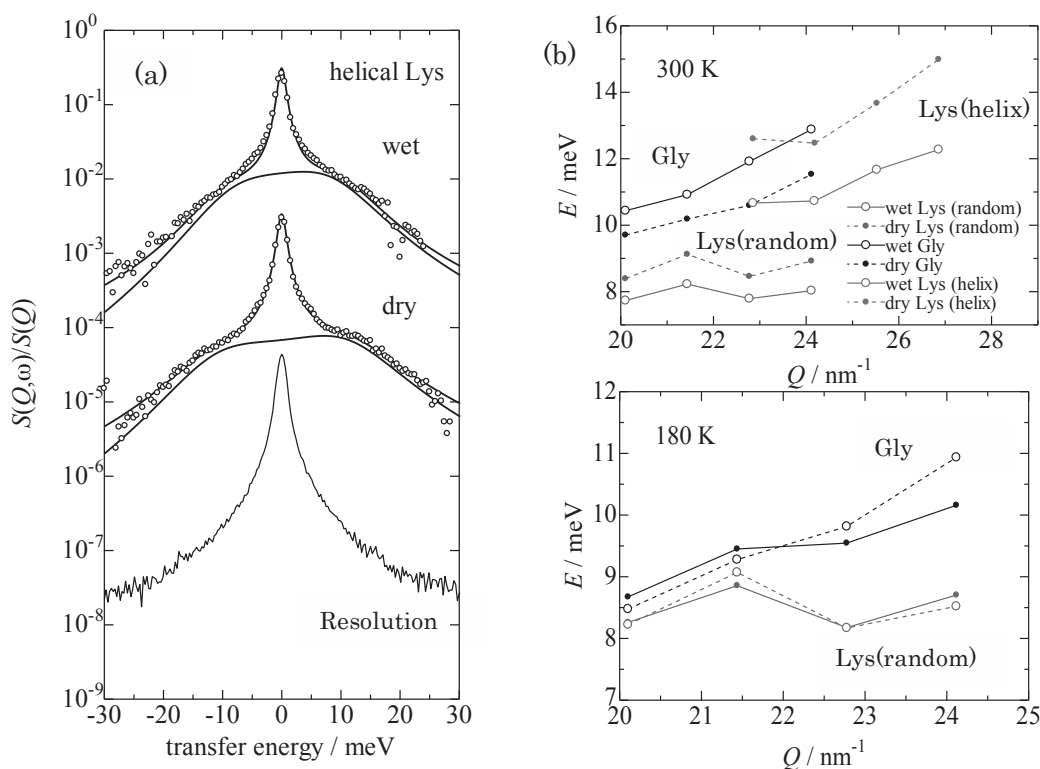 (a)
helical Lys
wet
dry
Resolution
S(Q,ω)/S(Q)
10^0
10^-1
10^-2
10^-3
10^-4
10^-5
10^-6
10^-7
10^-8
10^-9
-30 -20 -10 0 10 20 30
transfer energy / meV
(b)
300 K
Gly
Lys(helix)
Lys(random)
wet Lys (random)
dry Lys (random)
wet Gly
dry Gly
wet Lys (helix)
dry Lys (helix)
E / meV
16
14
12
10
8
20 22 24 26 28
Q / nm^-1
180 K
Gly
Lys(random)
E / meV
12
11
10
9
8
7
20 21 22 23 24 25
Q / nm^-1